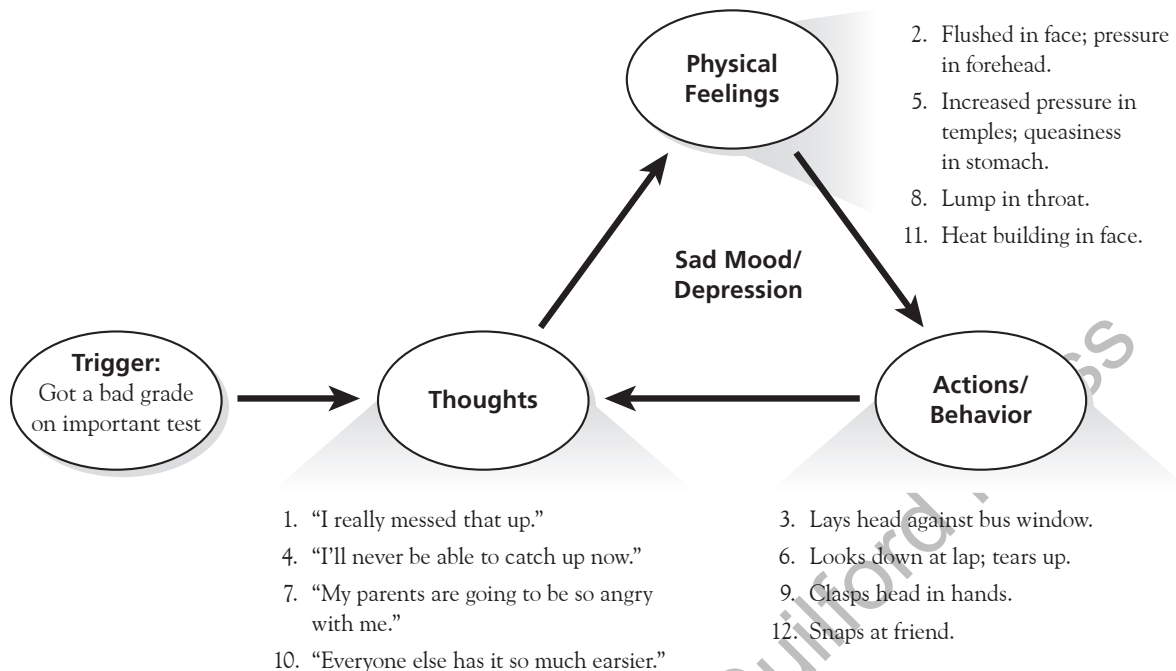 Physical
Feelings
2. Flushed in face; pressure
in forehead.
5. Increased pressure in
temples; queasiness
in stomach.
8. Lump in throat.
11. Heat building in face.
Sad Mood/
Depression
Trigger:
Got a bad grade
on important test
Thoughts
Actions/
Behavior
1. “I really messed that up.”
4. “I’ll never be able to catch up now.”
7. “My parents are going to be so angry
with me.”
10. “Everyone else has it so much earsier.”
3. Lays head against bus window.
6. Looks down at lap; tears up.
9. Clasps head in hands.
12. Snaps at friend.